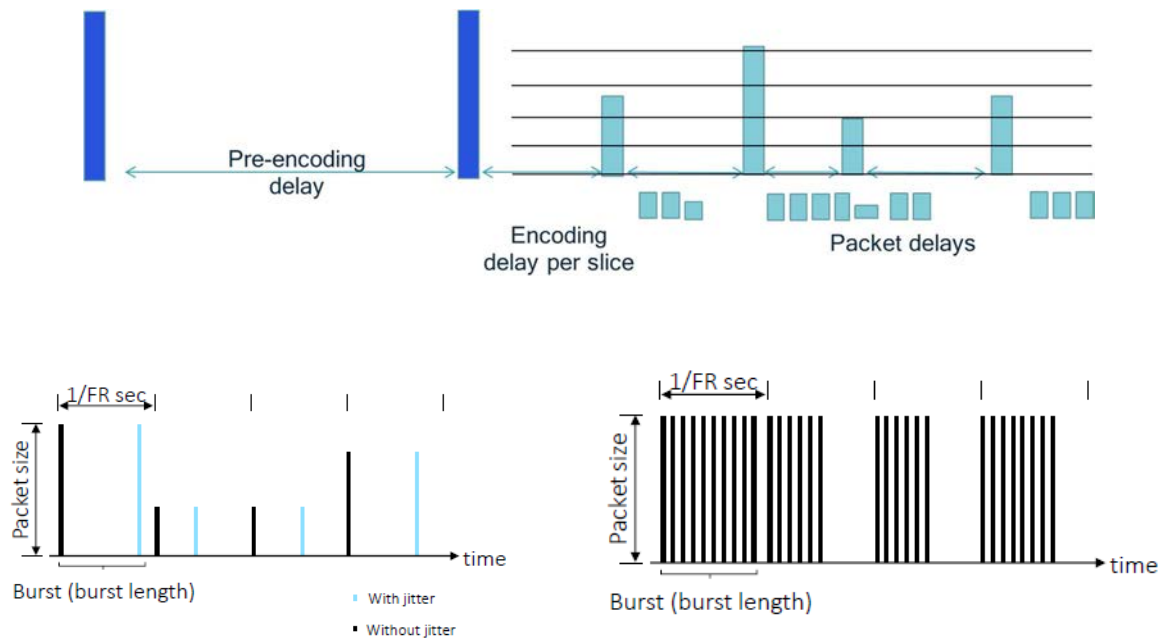 Pre-encoding
delay
Encoding
delay per slice
Packet delays
1/FR sec
Packet size
time
Burst (burst length)
With jitter
Without jitter
1/FR sec
Packet size
time
Burst (burst length)